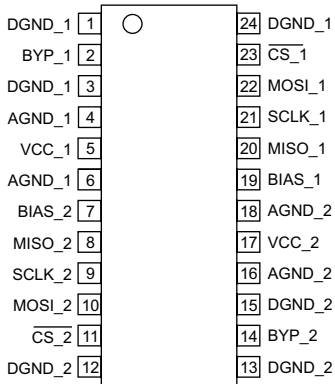 DGND_1 1 24 DGND_1
BYP_1 2 23 CS_1
DGND_1 3 22 MOSI_1
AGND_1 4 21 SCLK_1
VCC_1 5 20 MISO_1
AGND_1 6 19 BIAS_1
BIAS_2 7 18 AGND_2
MISO_2 8 17 VCC_2
SCLK_2 9 16 AGND_2
MOSI_2 10 15 DGND_2
CS_2 11 14 BYP_2
DGND_2 12 13 DGND_2